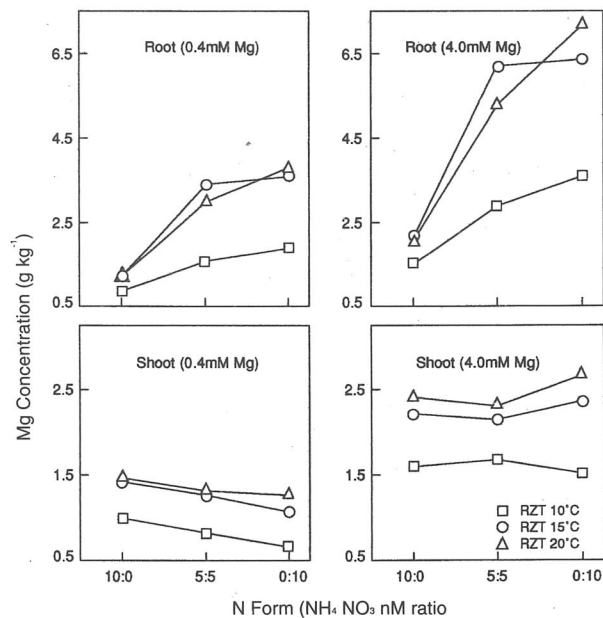 Root (0.4mM Mg)
6.5
4.5
2.5
0.5
Root (4.0mM Mg)
6.5
4.5
2.5
0.5
Mg Concentration (g kg⁻¹)
Shoot (0.4mM Mg)
2.5
1.5
0.5
10:0 5:5 0:10
Shoot (4.0mM Mg)
2.5
1.5
0.5
RZT 10°C
RZT 15°C
RZT 20°C
10:0 5:5 0:10
N Form (NH₄ NO₃ nM ratio